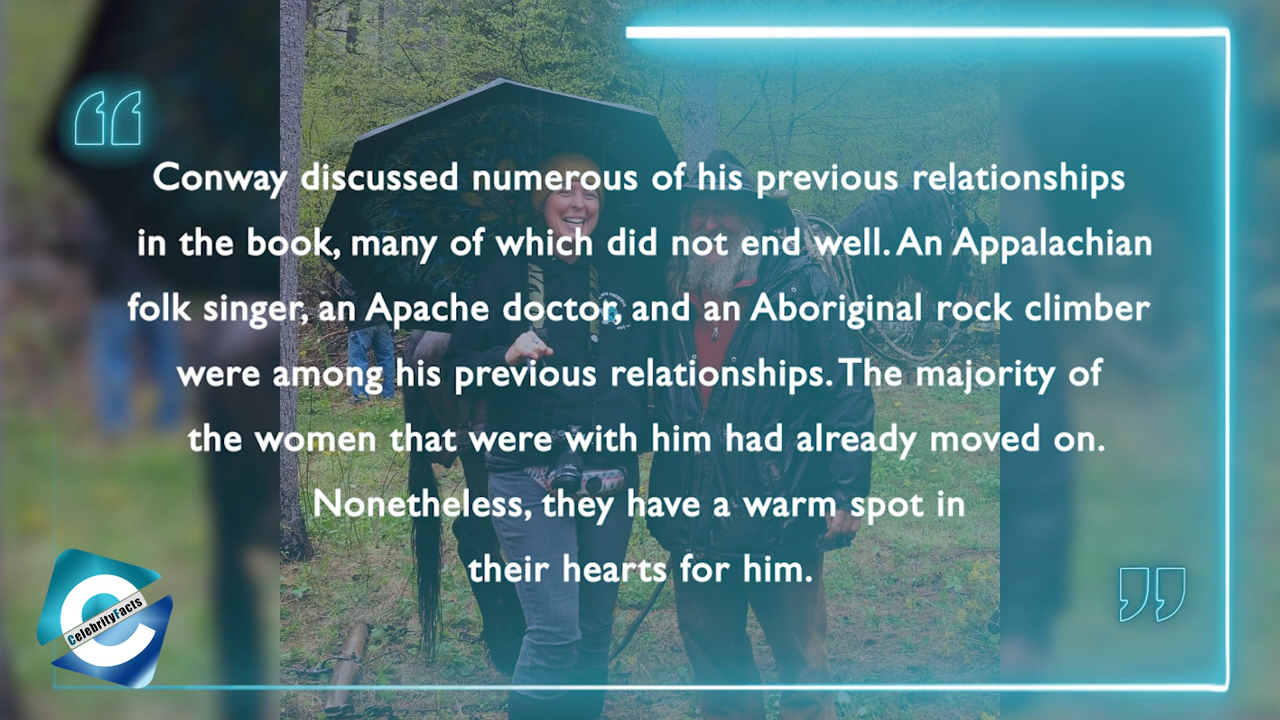 Conway discussed numerous of his previous relationships
in the book, many of which did not end well. An Appalachian
folk singer, an Apache doctor, and an Aboriginal rock climber
were among his previous relationships. The majority of
the women that were with him had already moved on.
Nonetheless, they have a warm spot in
their hearts for him.
CelebrityFacts